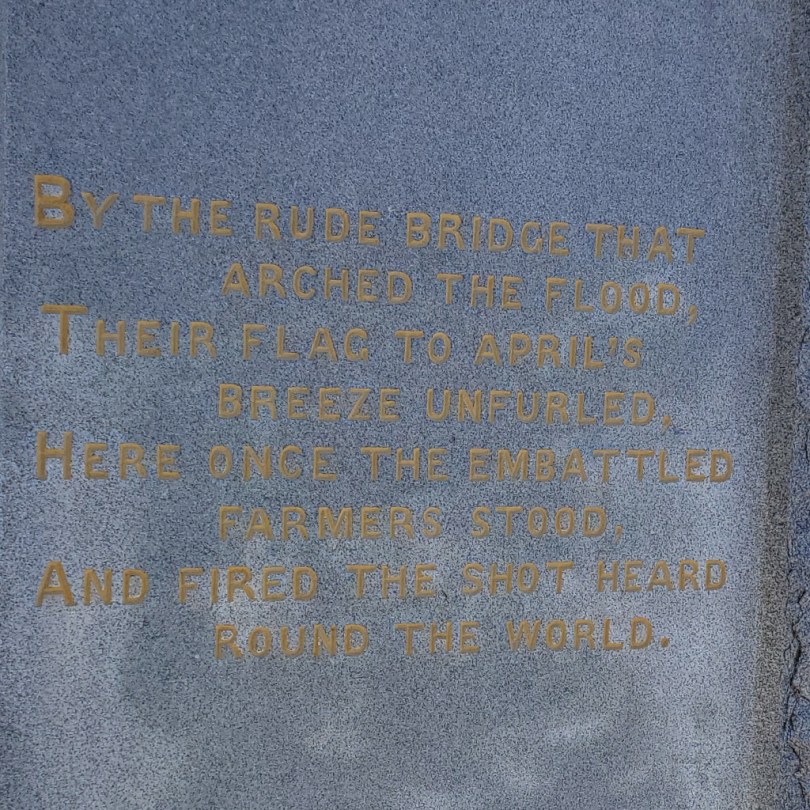 BY THE RUDE BRIDGE THAT
ARCHED THE FLOOD,
THEIR FLAG TO APRIL'S
BREEZE UNFURLED,
HERE ONCE THE EMBATTLED
FARMERS STOOD,
AND FIRED THE SHOT HEARD
ROUND THE WORLD.